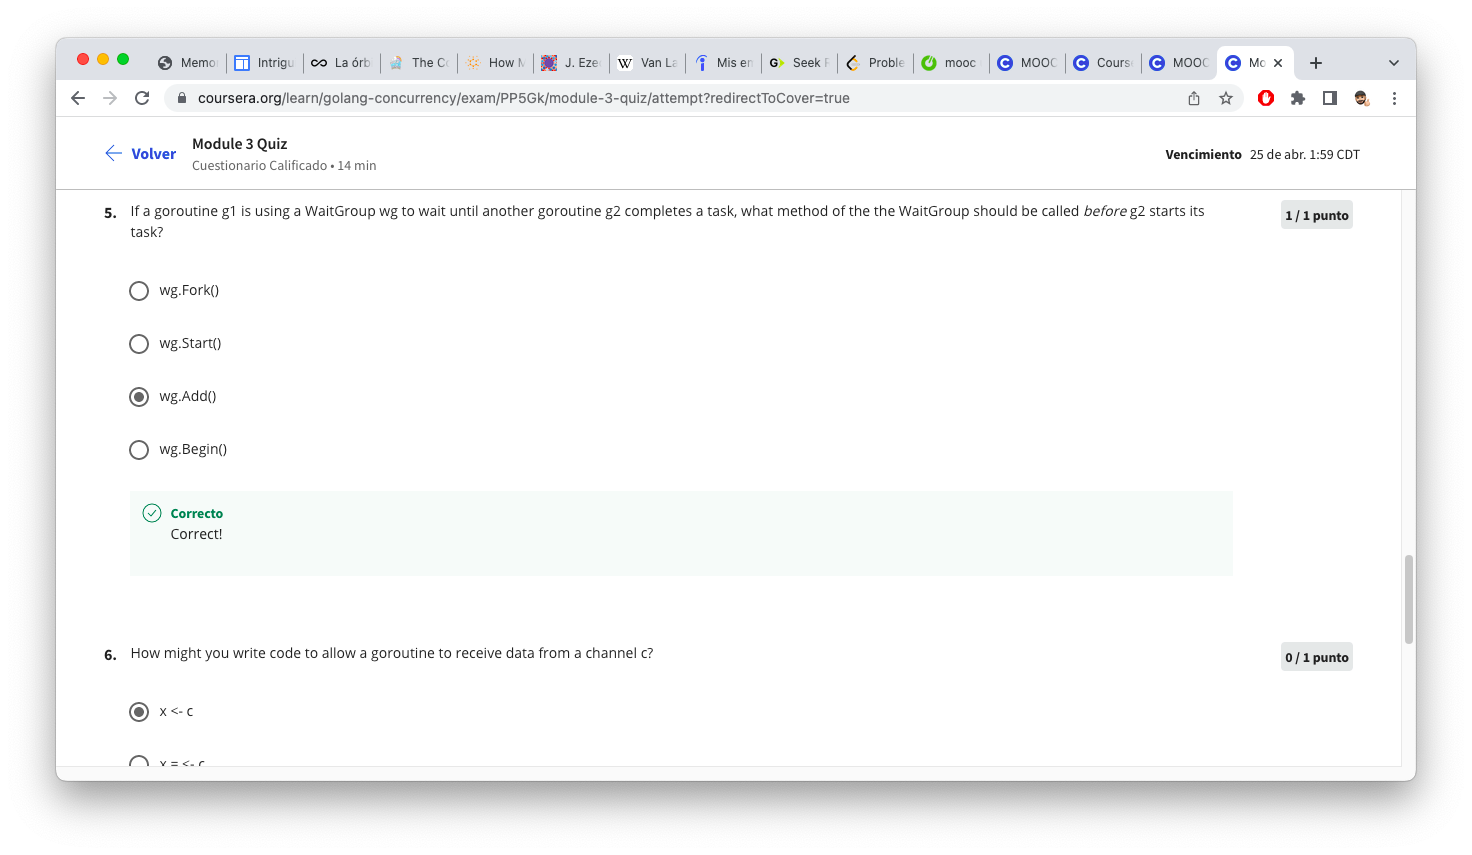 Memo
Intrigu
La órb
The Co
How M
J. Ezec
Van La
Mis en
Seek
Proble
mooc
MOOC
Cours
MOOC
Mo
coursera.org/learn/golang-concurrency/exam/PP5Gk/module-3-quiz/attempt?redirectToCover=true
Volver
Module 3 Quiz
Cuestionario Calificado • 14 min
Vencimiento 25 de abr. 1:59 CDT
5. If a goroutine g1 is using a WaitGroup wg to wait until another goroutine g2 completes a task, what method of the the WaitGroup should be called before g2 starts its
task?
1 / 1 punto
wg.Fork()
wg.Start()
wg.Add()
wg.Begin()
Correcto
Correct!
6. How might you write code to allow a goroutine to receive data from a channel c?
0 / 1 punto
x <- c
x = <- c